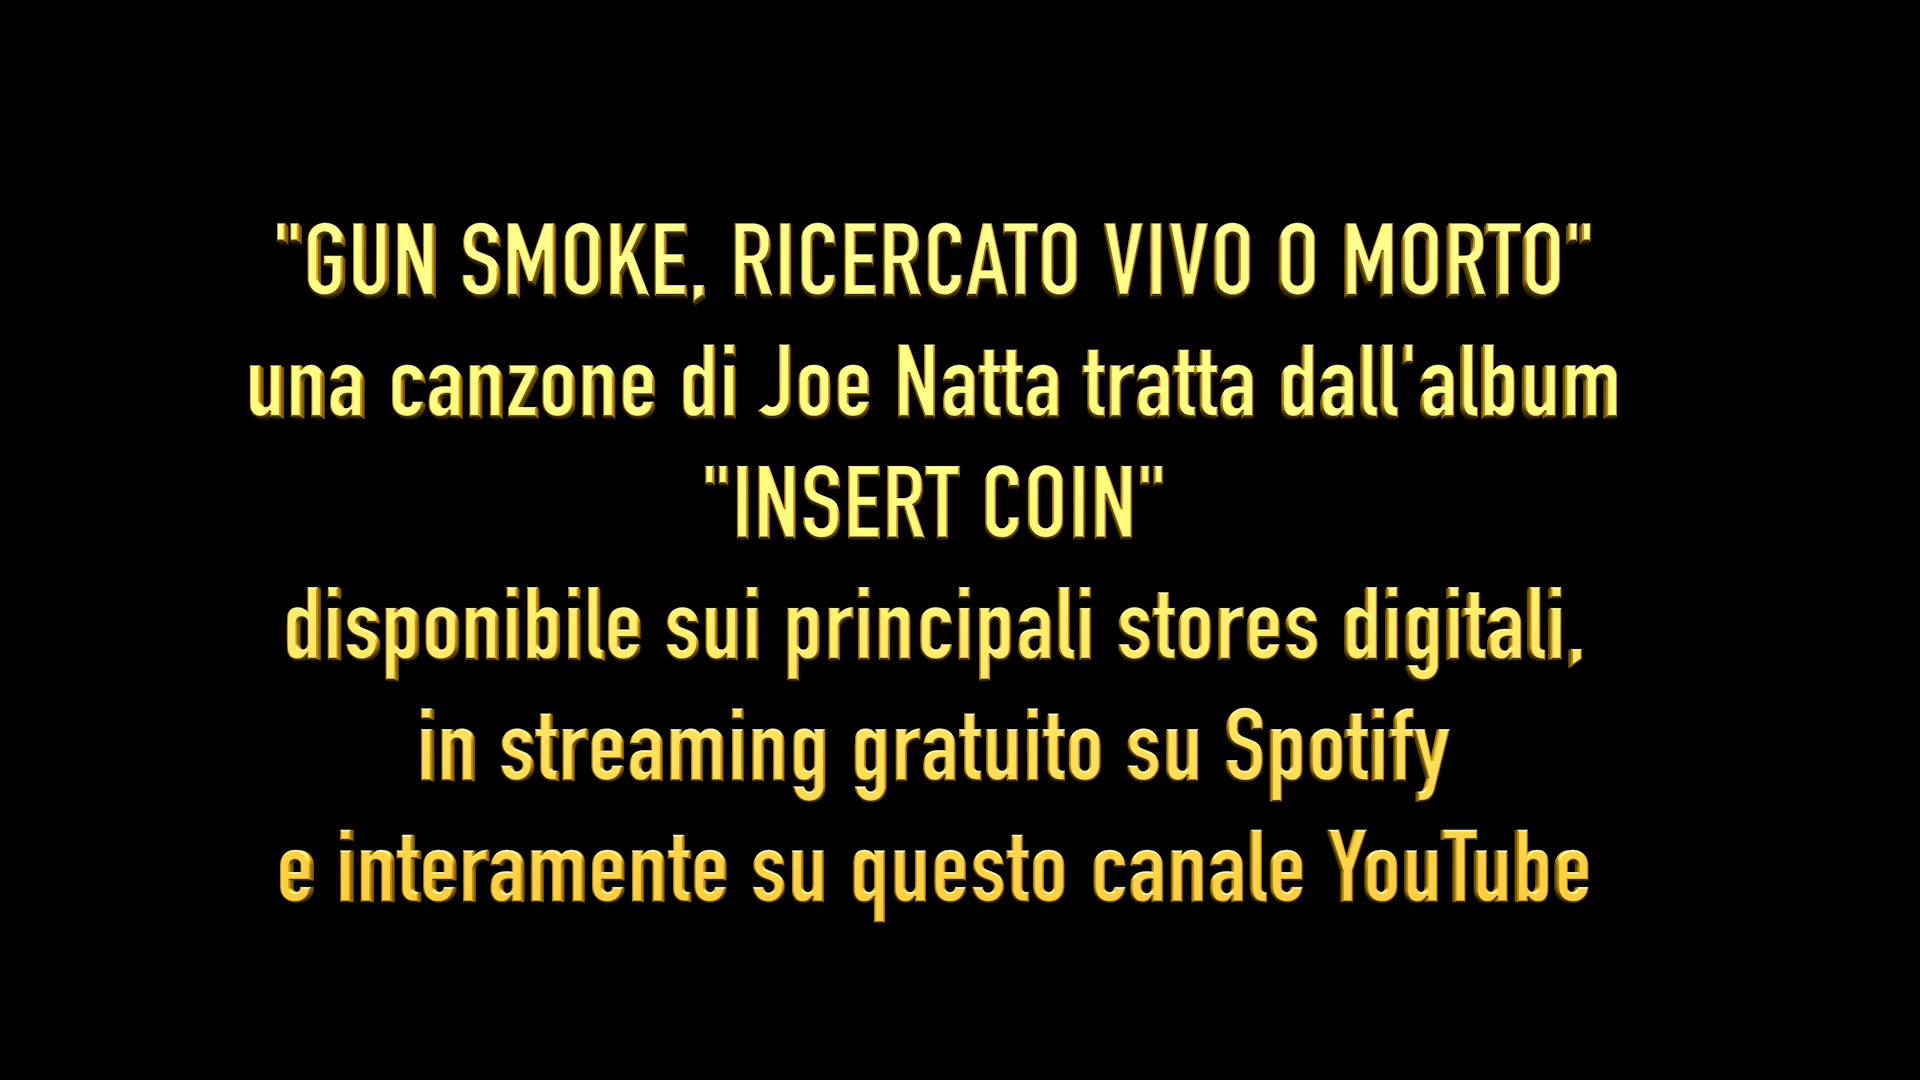 "GUN SMOKE, RICERCATO VIVO O MORTO"
una canzone di Joe Natta tratta dall'album
"INSERT COIN"
disponibile sui principali stores digitali,
in streaming gratuito su Spotify
e interamente su questo canale YouTube